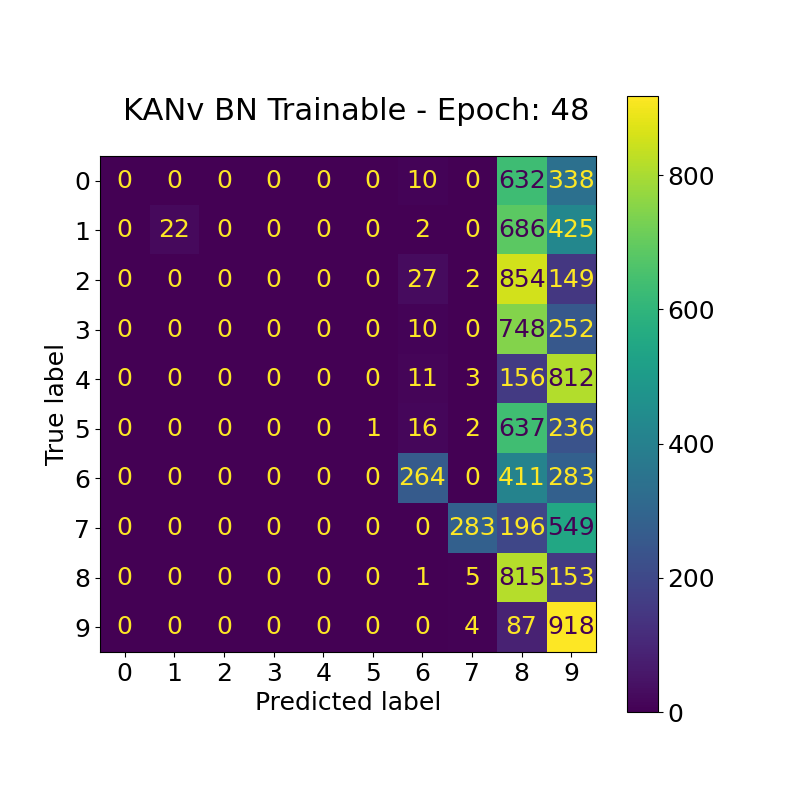 KANv BN Trainable - Epoch: 48
True label
0 0 0 0 0 0 0 10 0 632 338
1 0 22 0 0 0 0 2 0 686 425
2 0 0 0 0 0 0 27 2 854 149
3 0 0 0 0 0 0 10 0 748 252
4 0 0 0 0 0 0 11 3 156 812
5 0 0 0 0 0 1 16 2 637 236
6 0 0 0 0 0 0 264 0 411 283
7 0 0 0 0 0 0 0 283 196 549
8 0 0 0 0 0 0 1 5 815 153
9 0 0 0 0 0 0 0 4 87 918
0 1 2 3 4 5 6 7 8 9
Predicted label
800
600
400
200
0